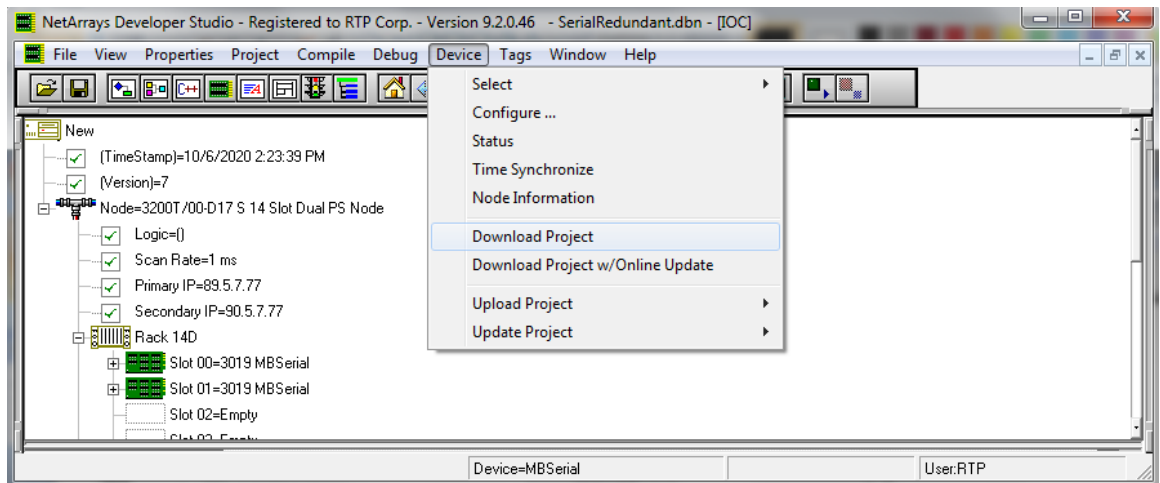 NetArrays Developer Studio - Registered to RTP Corp. - Version 9.2.0.46 - SerialRedundant.dbn - [IOC]
File View Properties Project Compile Debug Device Tags Window Help
Select
Configure ...
Status
Time Synchronize
Node Information
Download Project
Download Project w/Online Update
Upload Project
Update Project
New
(TimeStamp)=10/6/2020 2:23:39 PM
(Version)=7
Node=3200T/00-D17 S 14 Slot Dual PS Node
Logic=()
Scan Rate=1 ms
Primary IP=89.5.7.77
Secondary IP=90.5.7.77
Rack 14D
Slot 00=3019 MBSerial
Slot 01=3019 MBSerial
Slot 02=Empty
Device=MBSerial
User:RTP